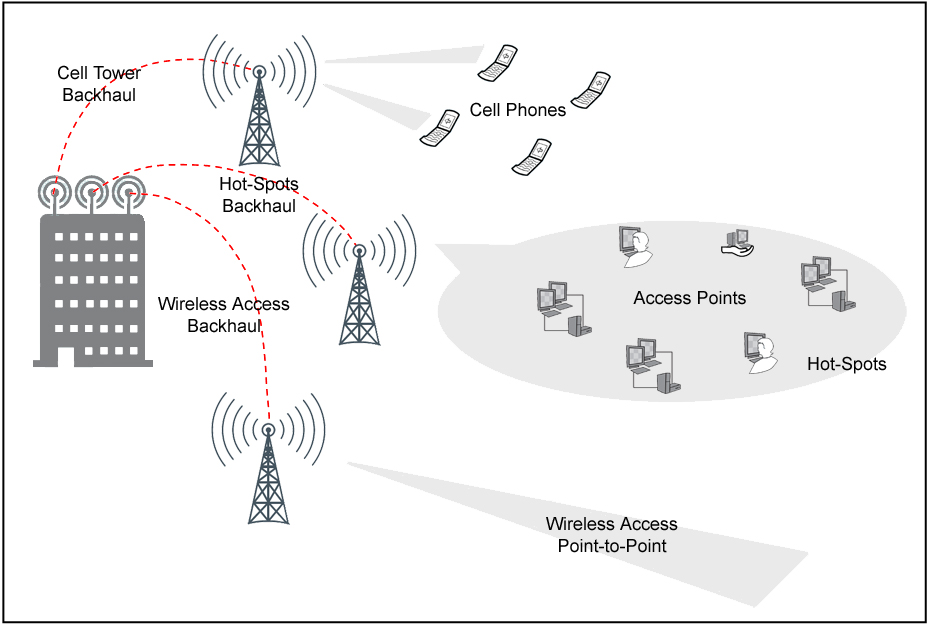 Cell Tower
Backhaul
Cell Phones
Hot-Spots
Backhaul
Wireless Access
Backhaul
Access Points
Hot-Spots
Wireless Access
Point-to-Point